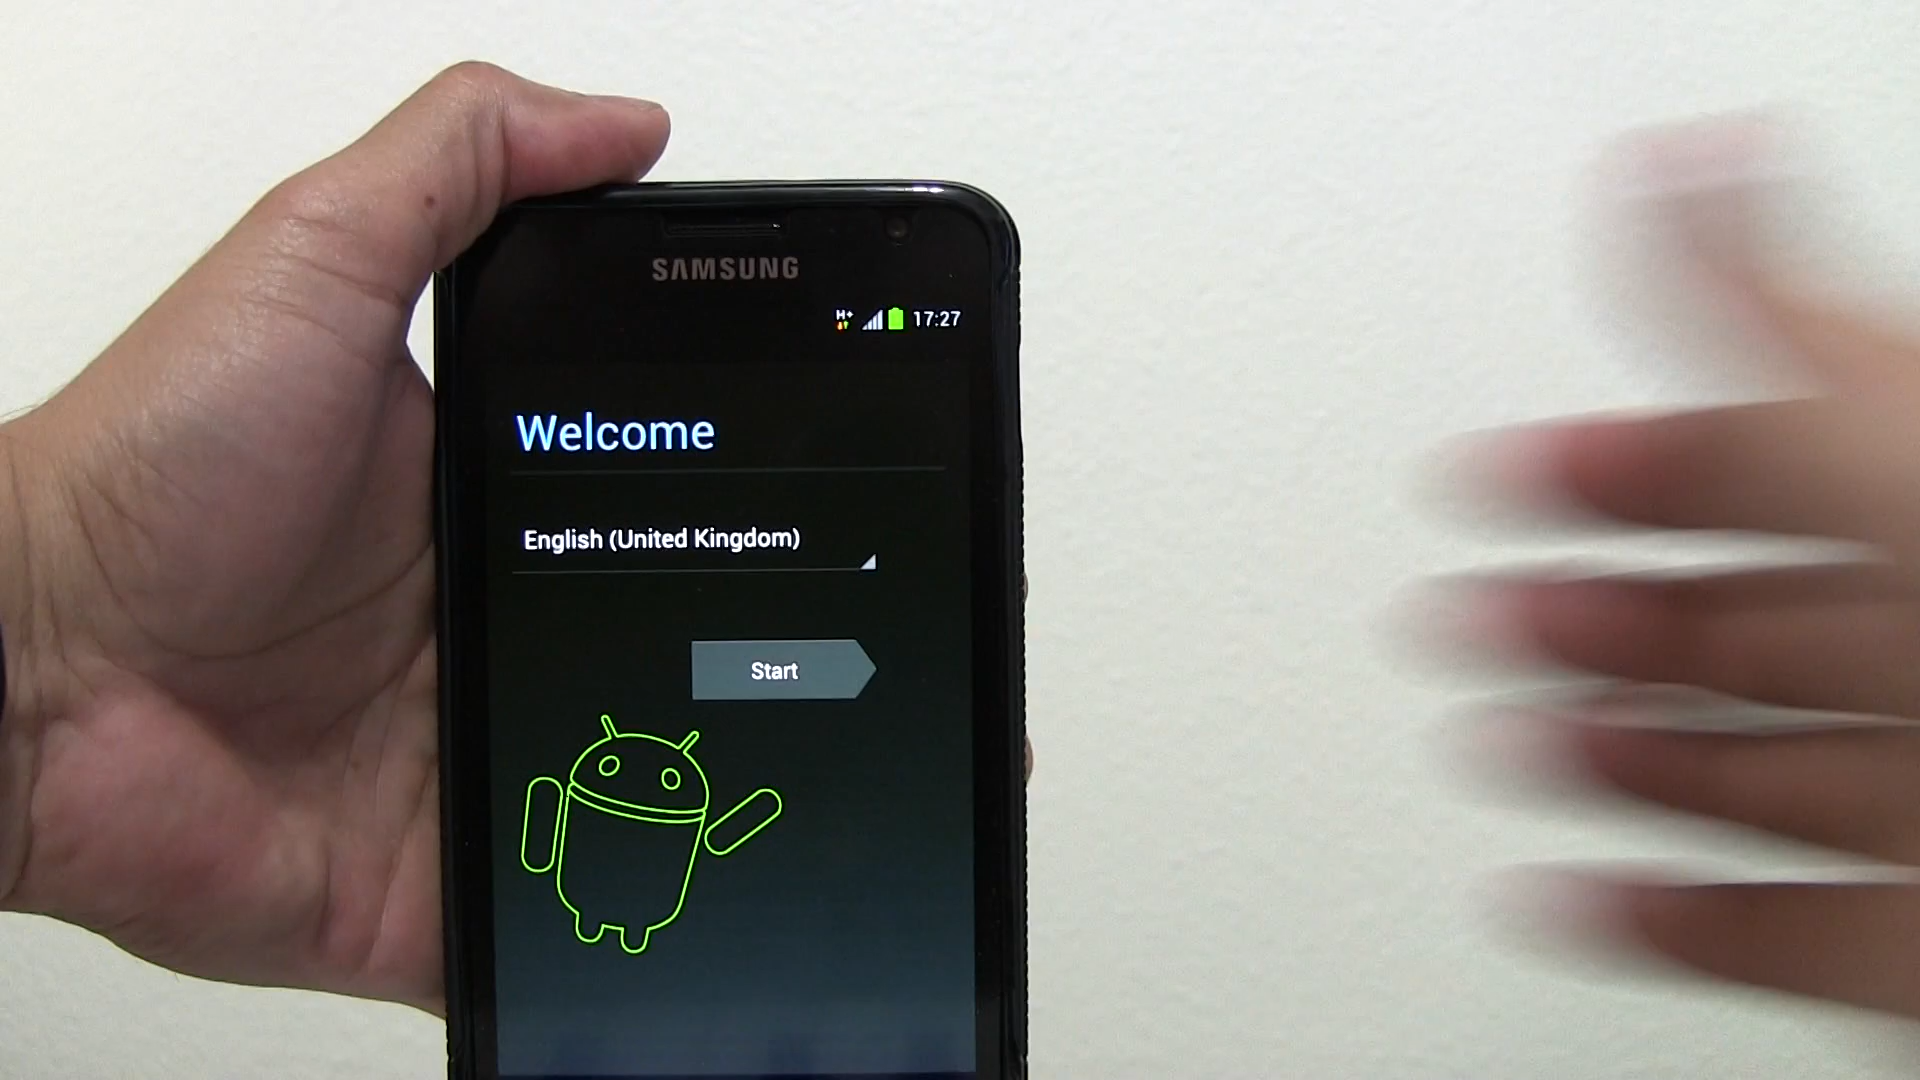 SAMSUNG
H+ 17:27
Welcome
English (United Kingdom)
Start